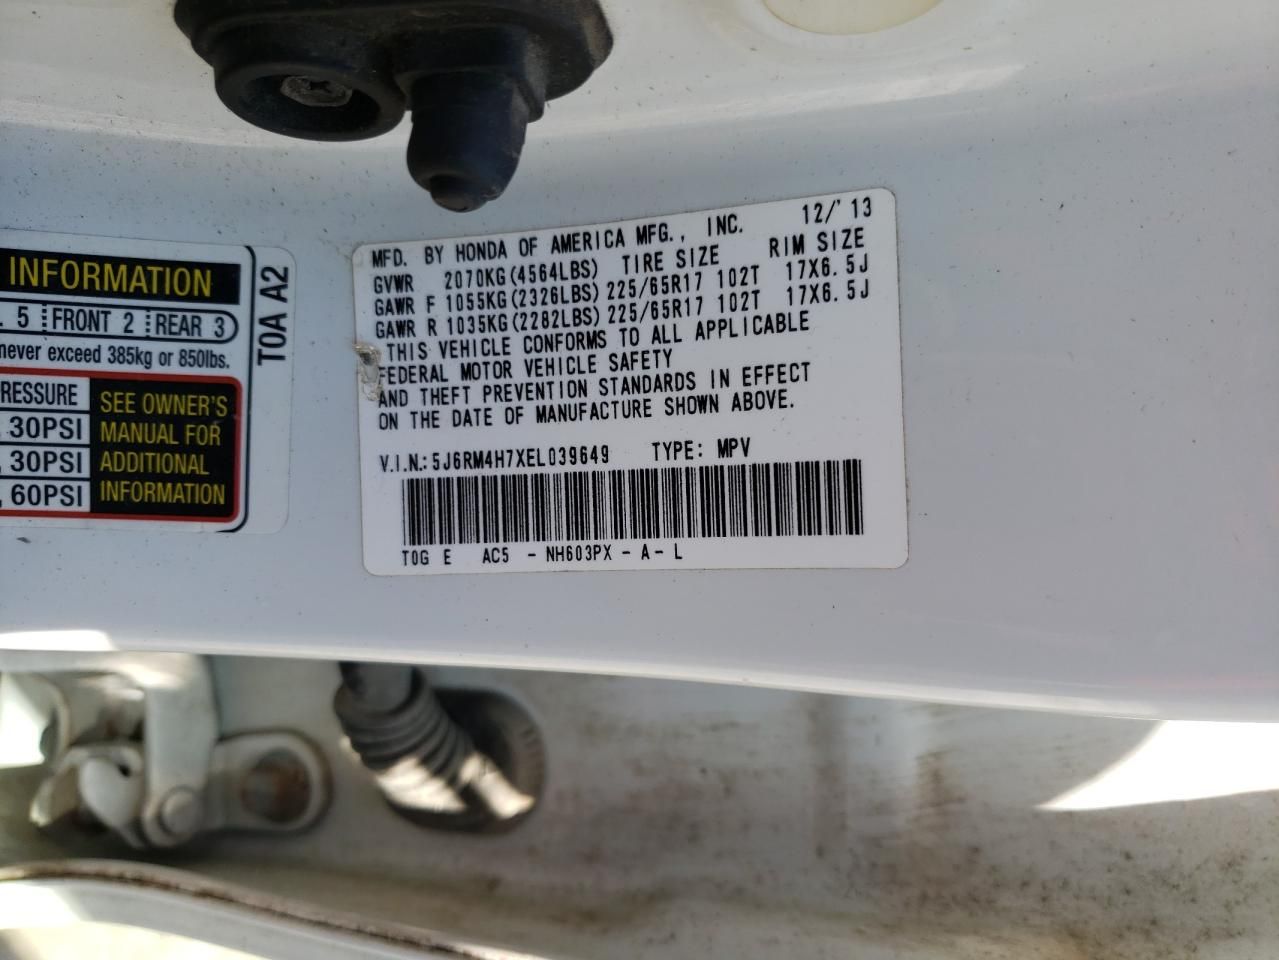 INFORMATION
5 FRONT 2 REAR 3
never exceed 385kg or 850lbs.
SEE OWNER'S
30PSI MANUAL FOR
30PSI ADDITIONAL
60PSI INFORMATION
T0A A2
MFD. BY HONDA OF AMERICA MFG., INC. 12/'13
GVWR 2070KG(4564LBS) TIRE SIZE RIM SIZE
GAWR F 1055KG(2326LBS) 225/65R17 102T 17X6.5J
GAWR R 1035KG(2282LBS) 225/65R17 102T 17X6.5J
THIS VEHICLE CONFORMS TO ALL APPLICABLE
FEDERAL MOTOR VEHICLE SAFETY
AND THEFT PREVENTION STANDARDS IN EFFECT
ON THE DATE OF MANUFACTURE SHOWN ABOVE.
V.I.N.: 5J6RM4H7XEL039649 TYPE: MPV
T0G E AC5 - NH603PX - A - L